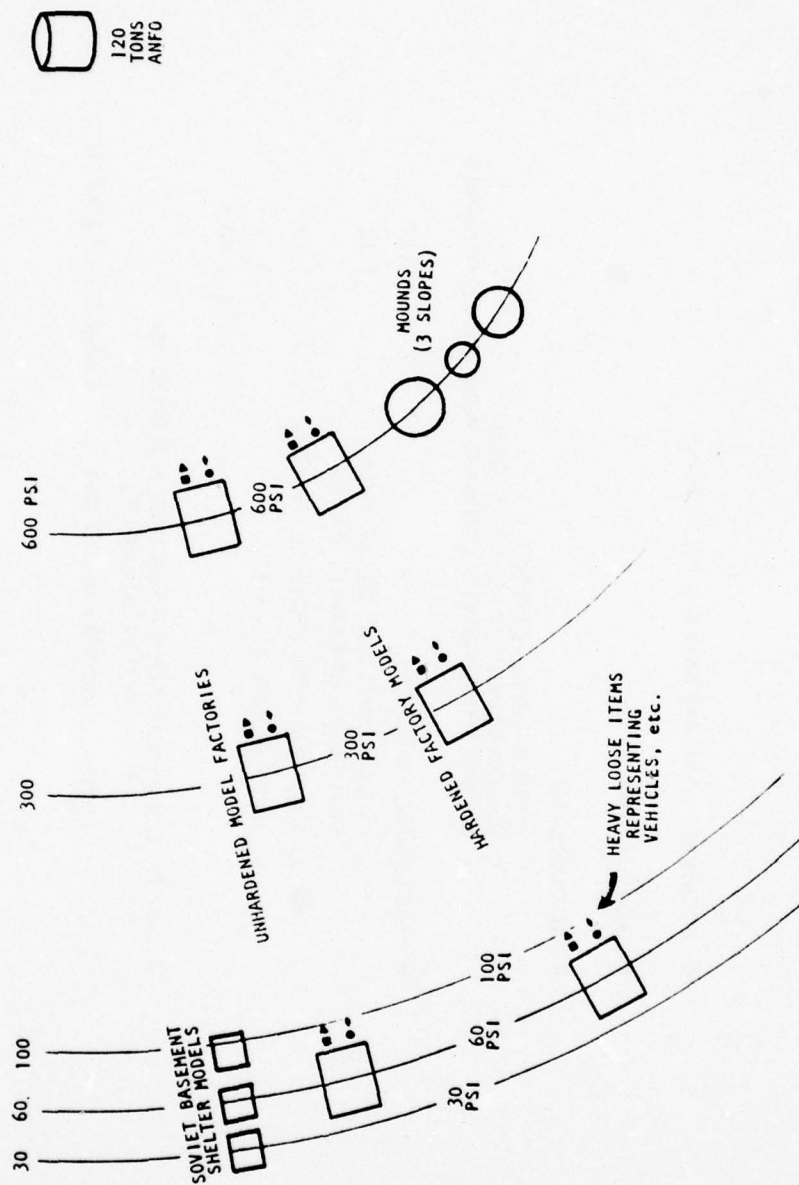 120
TONS
ANFO
600 PSI
300
100
60.
30
MOUNDS
(3 SLOPES)
600
PSI
UNHARDENED MODEL FACTORIES
300
PSI
HARDENED FACTORY MODELS
SOVIET BASEMENT
SHELTER MODELS
100
PSI
60
PSI
30
PSI
HEAVY LOOSE ITEMS
REPRESENTING
VEHICLES, etc.